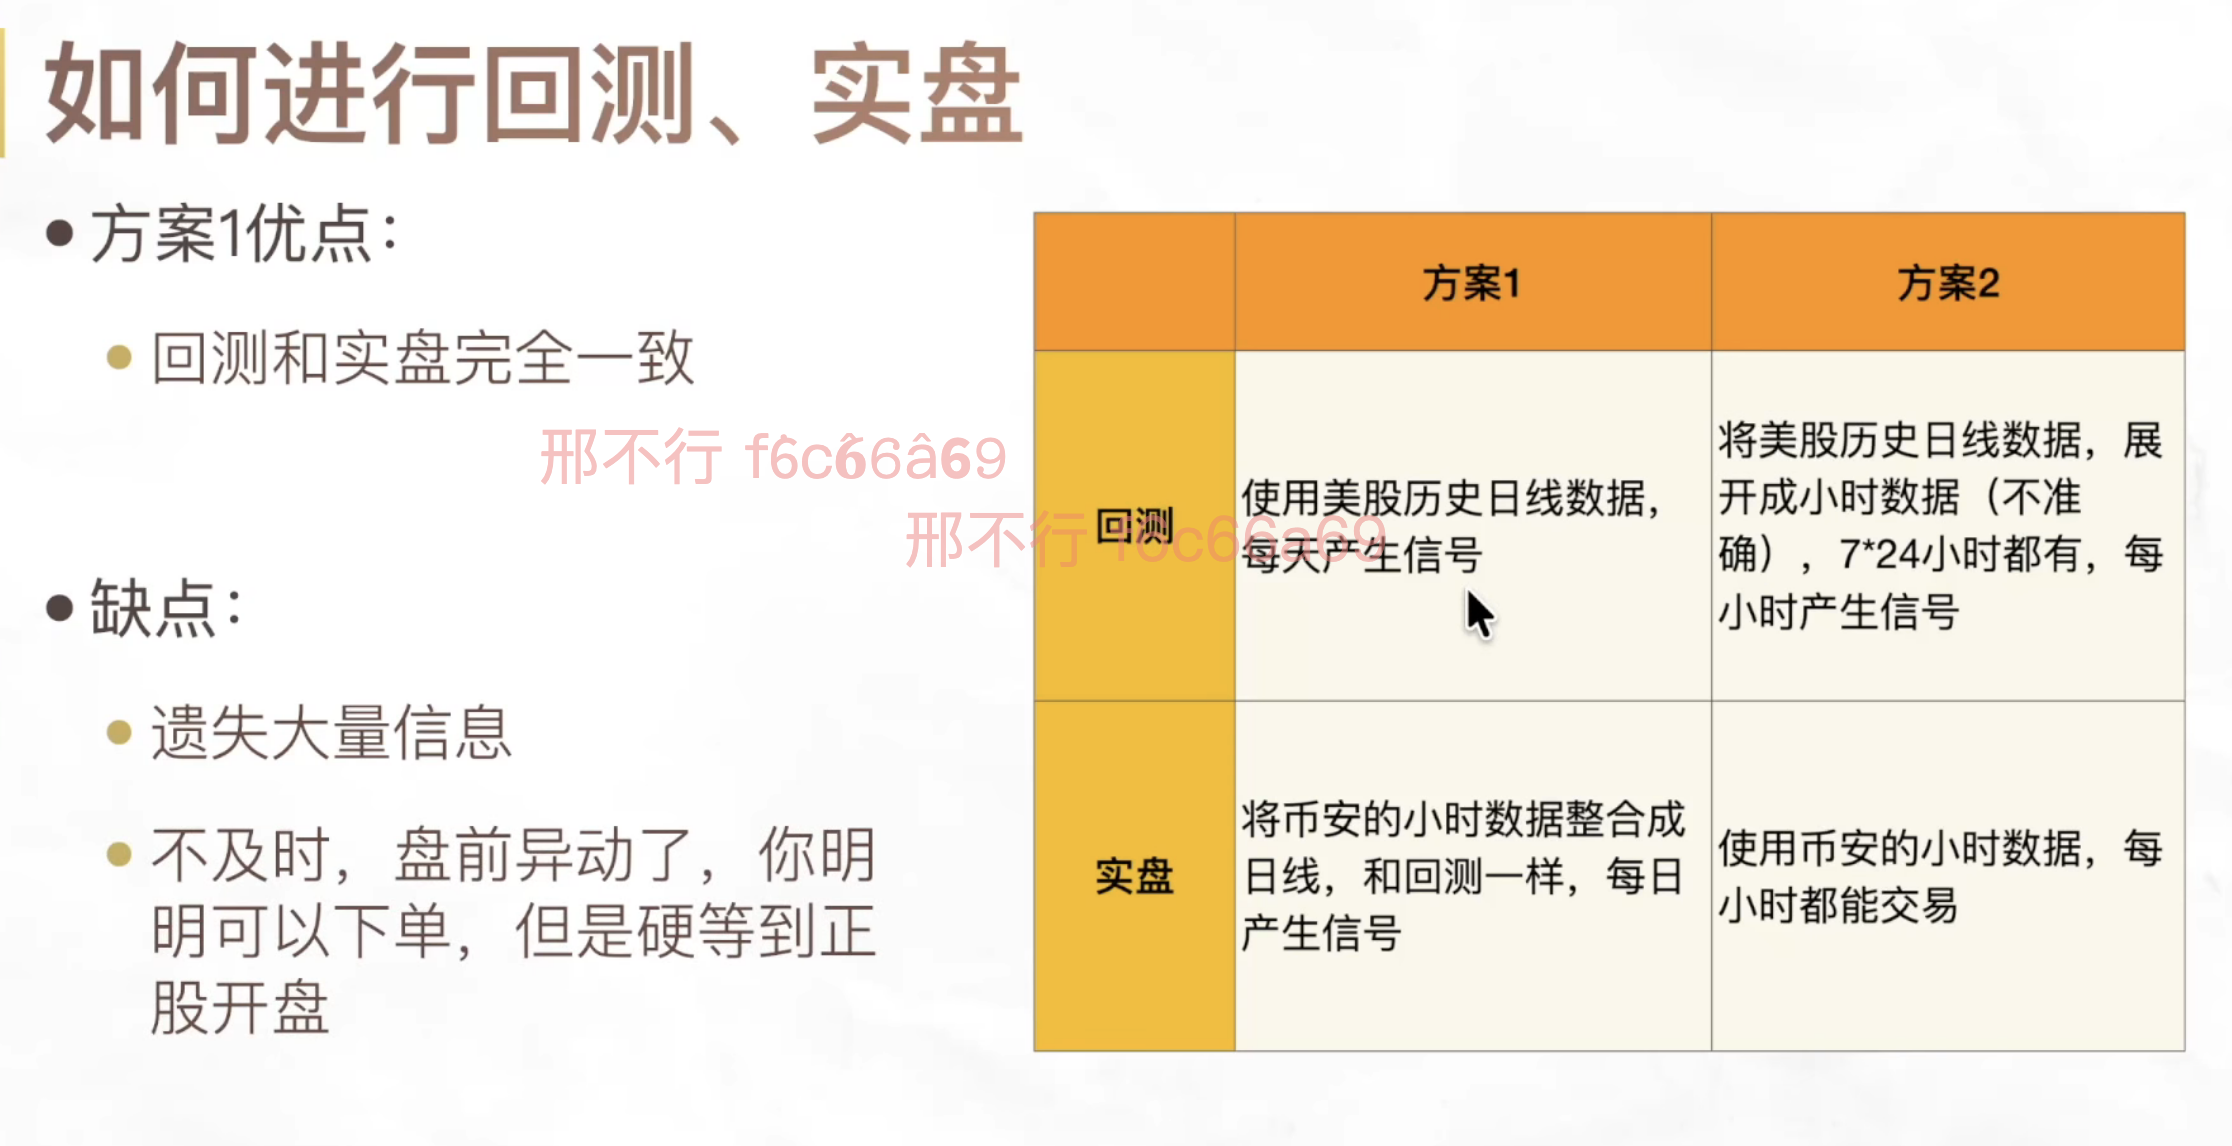 如何进行回测、实盘
方案1优点：
回测和实盘完全一致
缺点：
遗失大量信息
不及时，盘前异动了，你明
明可以下单，但是硬等到正
股开盘
方案1
方案2
回测
使用美股历史日线数据，
每天产生信号
将美股历史日线数据，展
开成小时数据（不准
确），7*24小时都有，每
小时产生信号
实盘
将币安的小时数据整合成
日线，和回测一样，每日
产生信号
使用币安的小时数据，每
小时都能交易
邢不行 f6c66a69
邢不行 f6c66a69